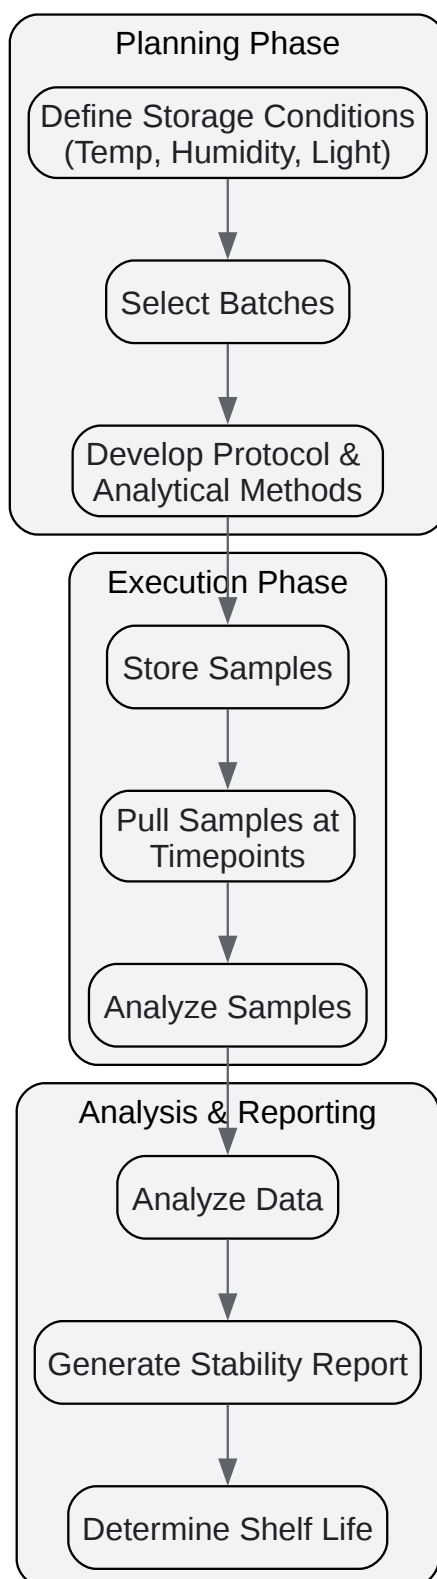 Planning Phase
Define Storage Conditions
(Temp, Humidity, Light)
Select Batches
Develop Protocol &
Analytical Methods
Execution Phase
Store Samples
Pull Samples at
Timepoints
Analyze Samples
Analysis & Reporting
Analyze Data
Generate Stability Report
Determine Shelf Life